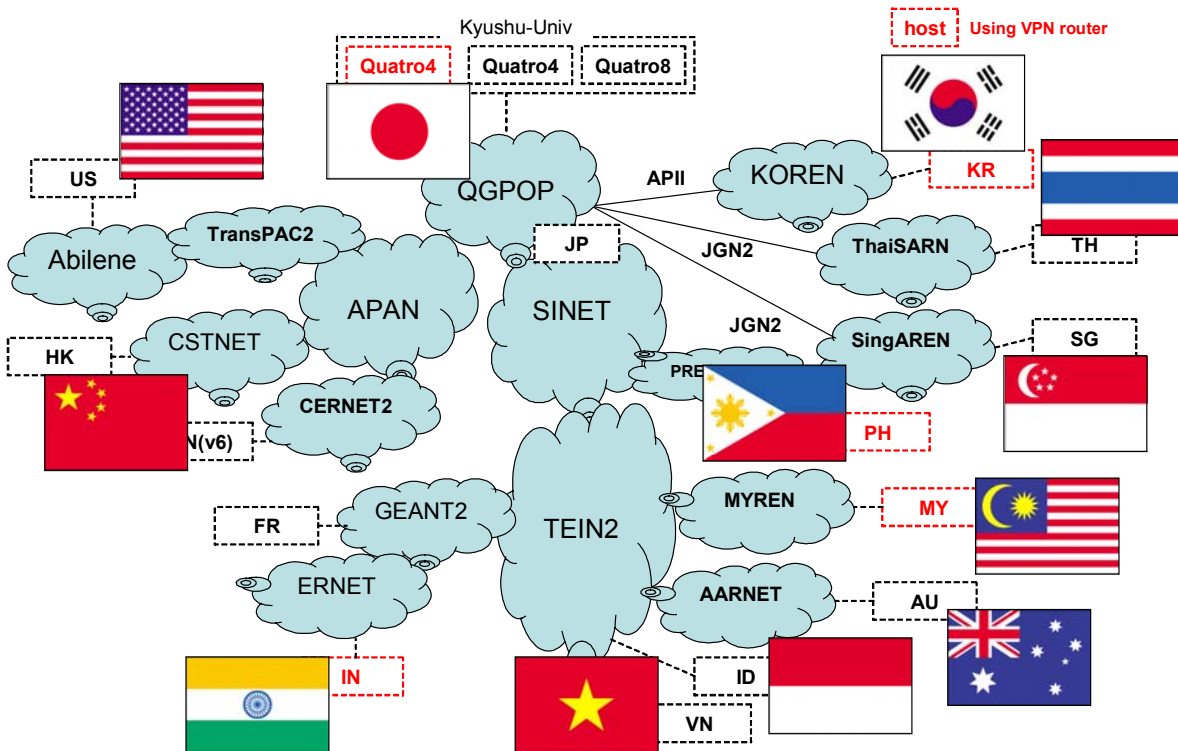 Kyushu-Univ
host Using VPN router
Quatro4 Quatro4 Quatro8
US
QGPOP
APII
KOREN
KR
TransPAC2
Abilene
JP
JGN2
ThaiSARN
TH
APAN
SINET
JGN2
CSTNET
HK
SingAREN
SG
PRE
CERNET2
N(v6)
PH
GEANT2
FR
TEIN2
MYREN
MY
ERNET
AARNET
AU
IN
ID
VN